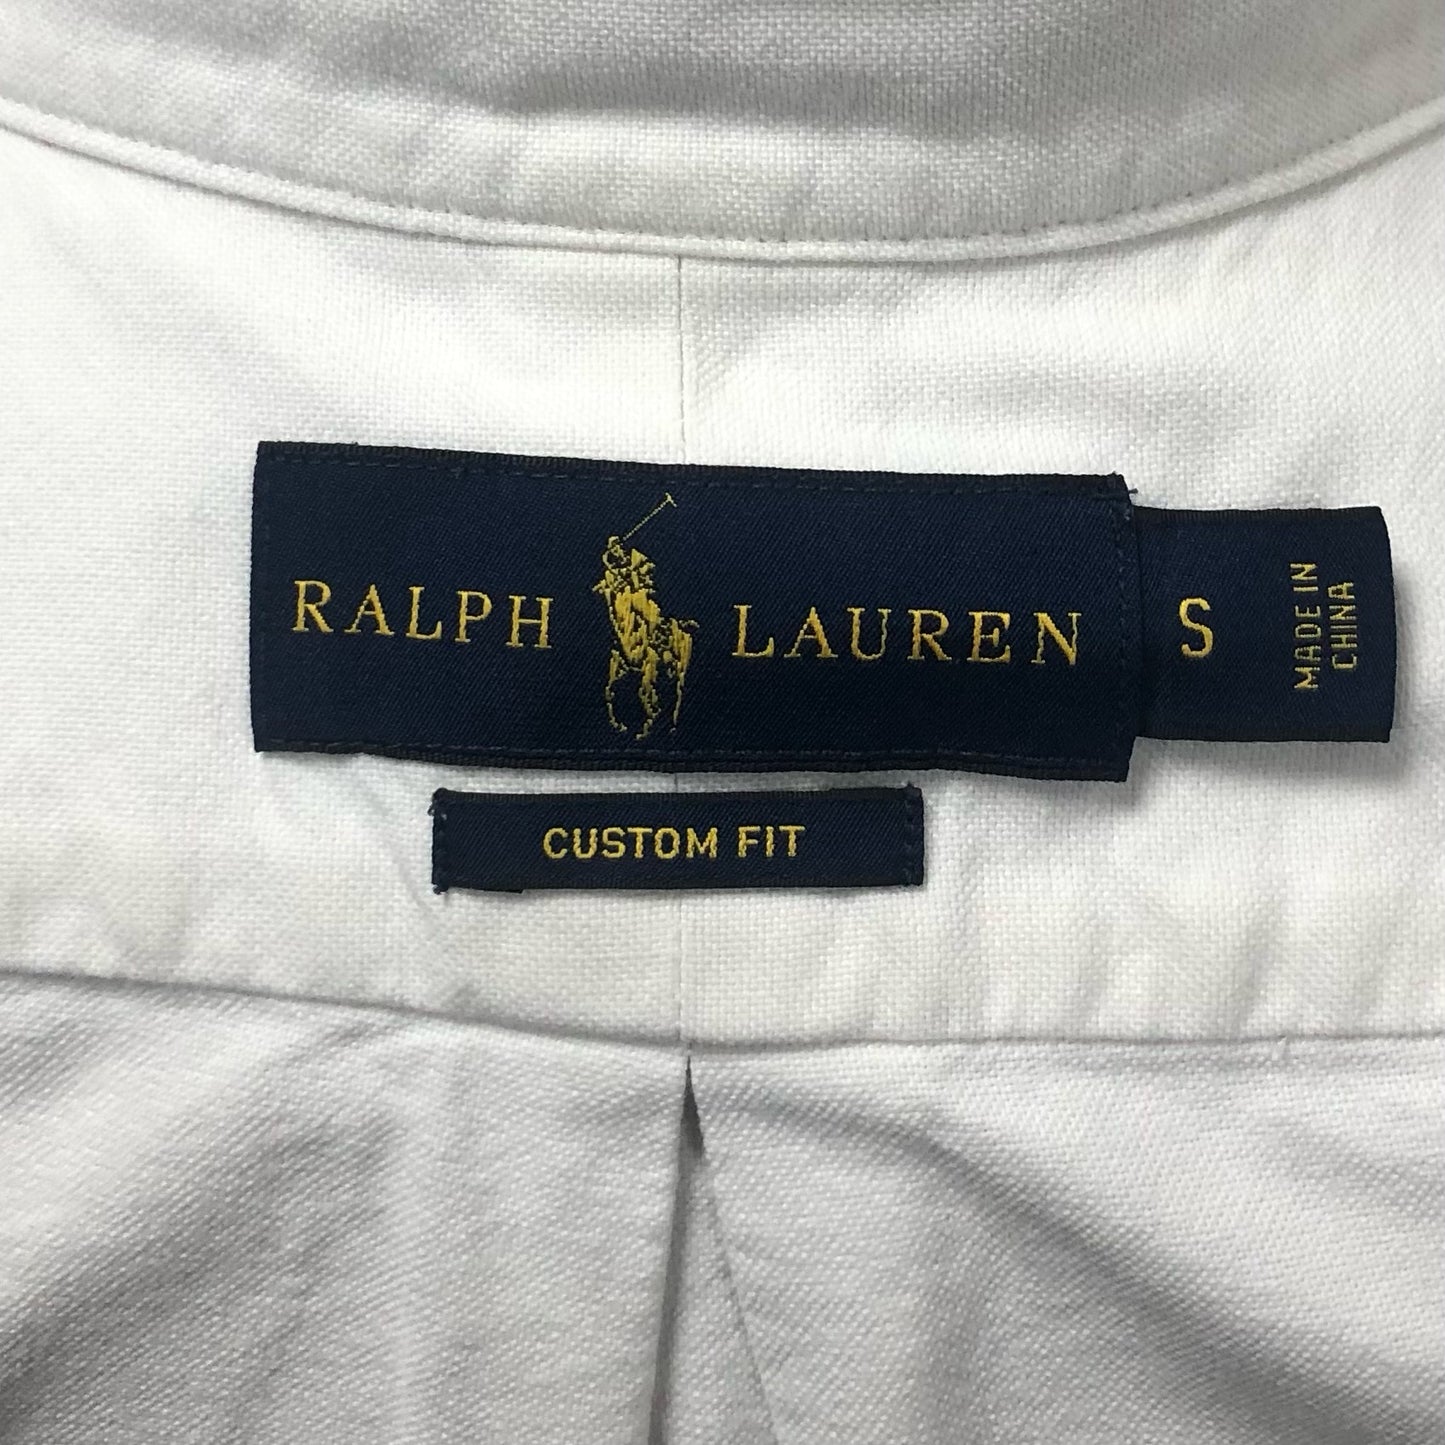 RALPH LAUREN
S
MADE IN
CHINA
CUSTOM FIT